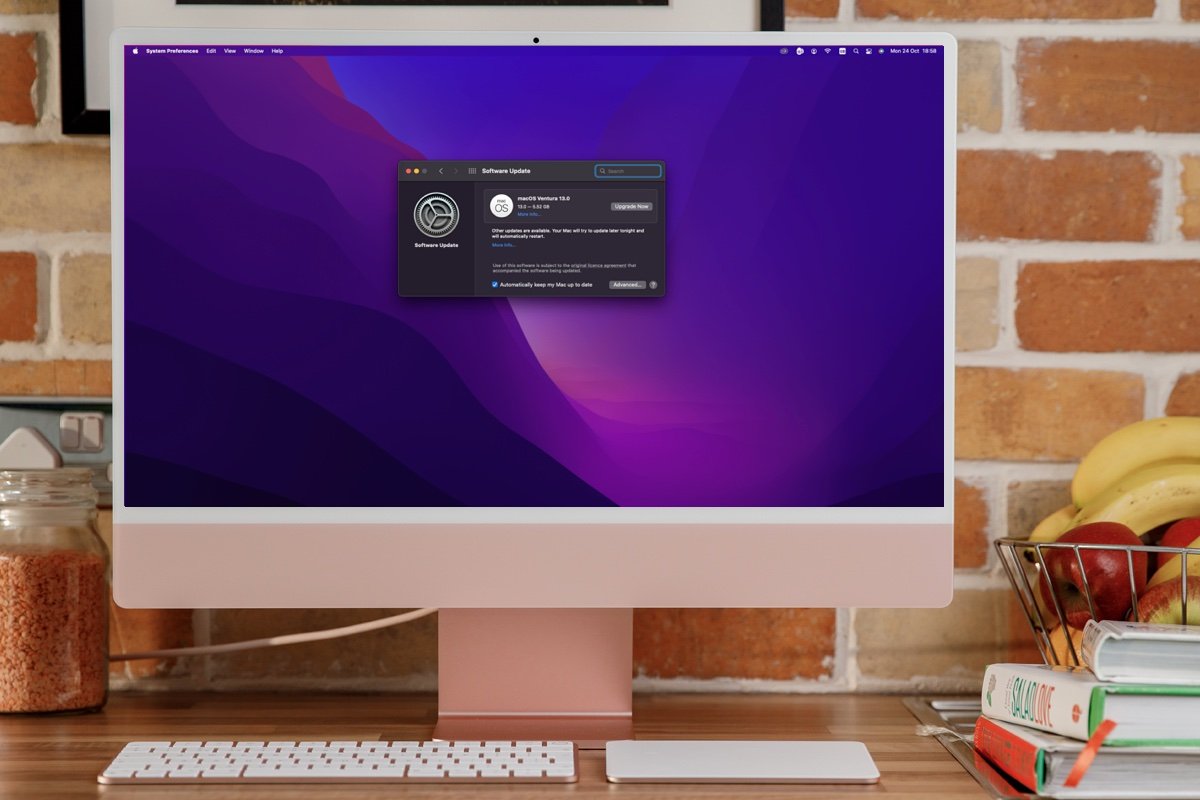 System Preferences Edit View Window Help
Mon 24 Oct 18:58
Software Update
Search
mac
OS
macOS Ventura 13.0
13.0 — 5.52 GB
More info...
Upgrade Now
Software Update
Other updates are available. Your Mac will try to update later tonight and
will automatically restart.
More info...
Use of this software is subject to the original licence agreement that
accompanied the software being updated.
Automatically keep my Mac up to date
Advanced...
?
SALADLOVE